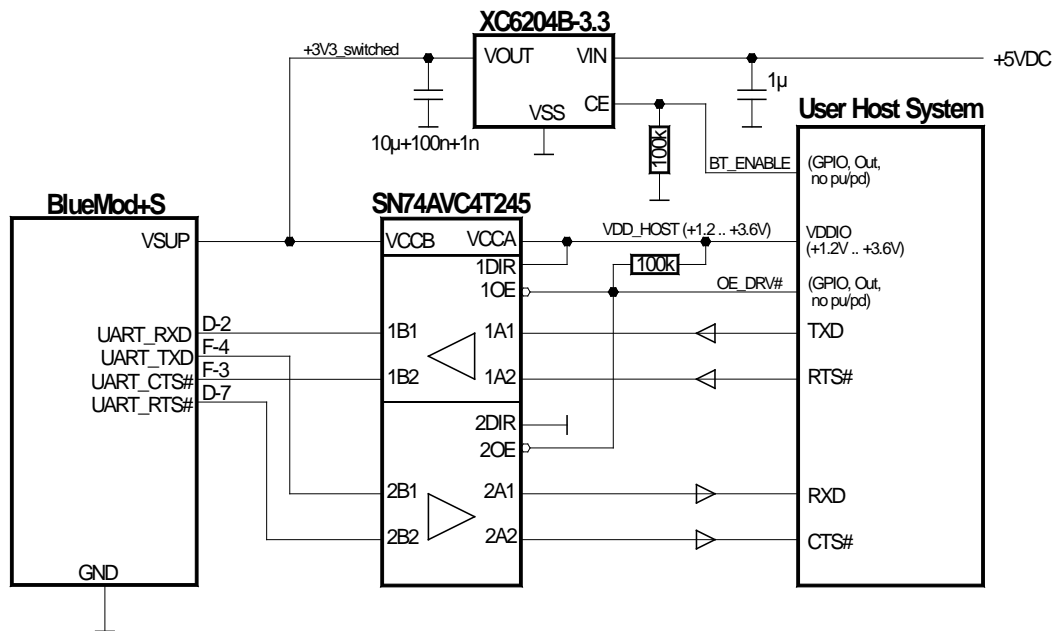 XC6204B-3.3
+3V3_switched
VOUT
VIN
+5VDC
1µ
CE
VSS
10µ+100n+1n
100k
User Host System
BT_ENABLE
(GPIO, Out,
no pu/pd)
BlueMod+S
SN74AVC4T245
VSUP
VCCB
VCCA
VDD_HOST (+1.2 .. +3.6V)
VDDIO
(+1.2V .. +3.6V)
1DIR
100k
1OE
OE_DRV#
(GPIO, Out,
no pu/pd)
UART_RXD
D-2
1B1
1A1
TXD
UART_TXD
F-4
UART_CTS#
F-3
1B2
1A2
RTS#
UART_RTS#
D-7
2DIR
2OE
2B1
2A1
RXD
2B2
2A2
CTS#
GND